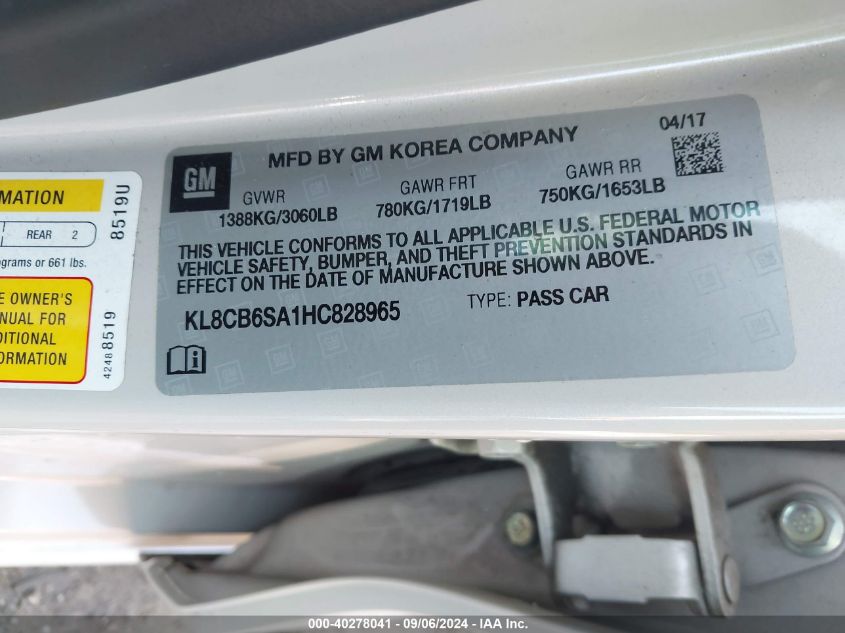 MATION
REAR 2
ograms or 661 lbs.
E OWNER'S
NUAL FOR
DITIONAL
FORMATION
42488519
8519U
GM
MFD BY GM KOREA COMPANY
04/17
GVWR
1388KG/3060LB
GAWR FRT
780KG/1719LB
GAWR RR
750KG/1653LB
THIS VEHICLE CONFORMS TO ALL APPLICABLE U.S. FEDERAL MOTOR
VEHICLE SAFETY, BUMPER, AND THEFT PREVENTION STANDARDS IN
EFFECT ON THE DATE OF MANUFACTURE SHOWN ABOVE.
KL8CB6SA1HC828965
TYPE: PASS CAR
000-40278041 - 09/06/2024 - IAA Inc.